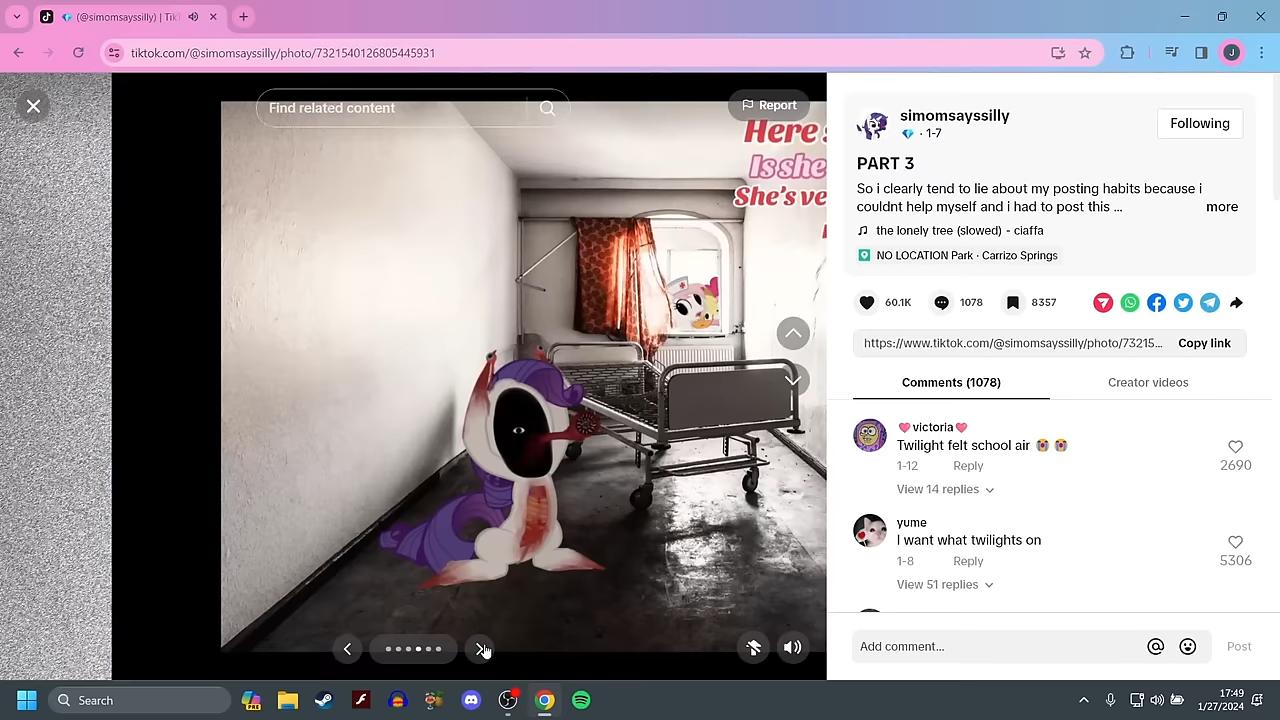 (@simomsayssilly) | Tik
tiktok.com/@simomsayssilly/photo/7321540126805445931
J
Find related content
Report
Here
Is she
She's ve
simomsayssilly
· 1-7
Following
PART 3
So i clearly tend to lie about my posting habits because i
couldnt help myself and i had to post this ...
more
the lonely tree (slowed) - ciaffa
NO LOCATION Park · Carrizo Springs
60.1K
1078
8357
https://www.tiktok.com/@simomsayssilly/photo/73215...
Copy link
Comments (1078)
Creator videos
victoria
Twilight felt school air
1-12
Reply
2690
View 14 replies
yume
I want what twilights on
1-8
Reply
5306
View 51 replies
Add comment...
Post
Search
PRE
17:49
1/27/2024